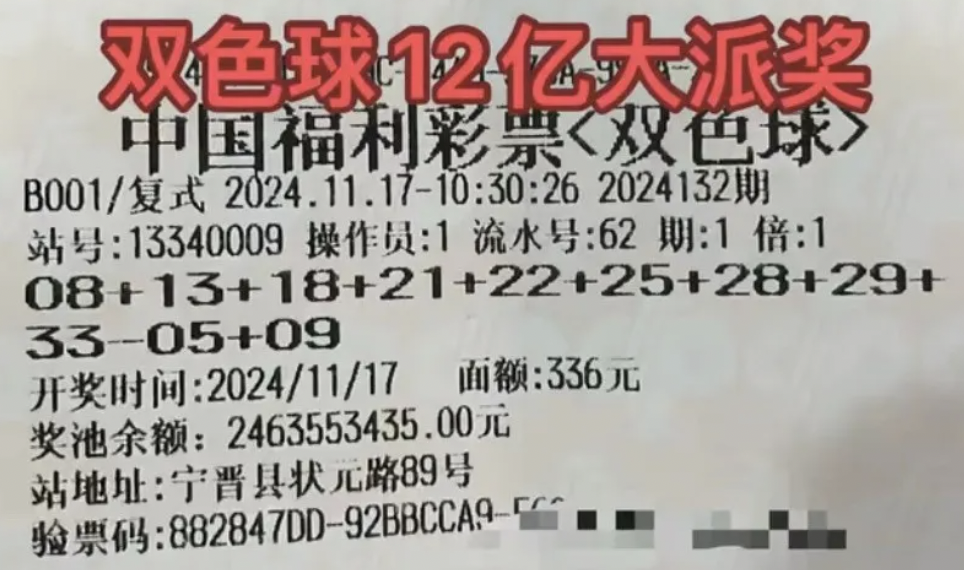 双色球12亿大派奖
中国福利彩票<双色球>
B001/复式 2024.11.17-10:30:26 2024132期
站号:13340009 操作员:1 流水号:62 期:1 倍:1
08+13+18+21+22+25+28+29+
33-05+09
开奖时间:2024/11/17 面额:336元
奖池余额: 2463553435.00元
站地址:宁晋县状元路89号
验票码:882847DD-92BBCCA9-